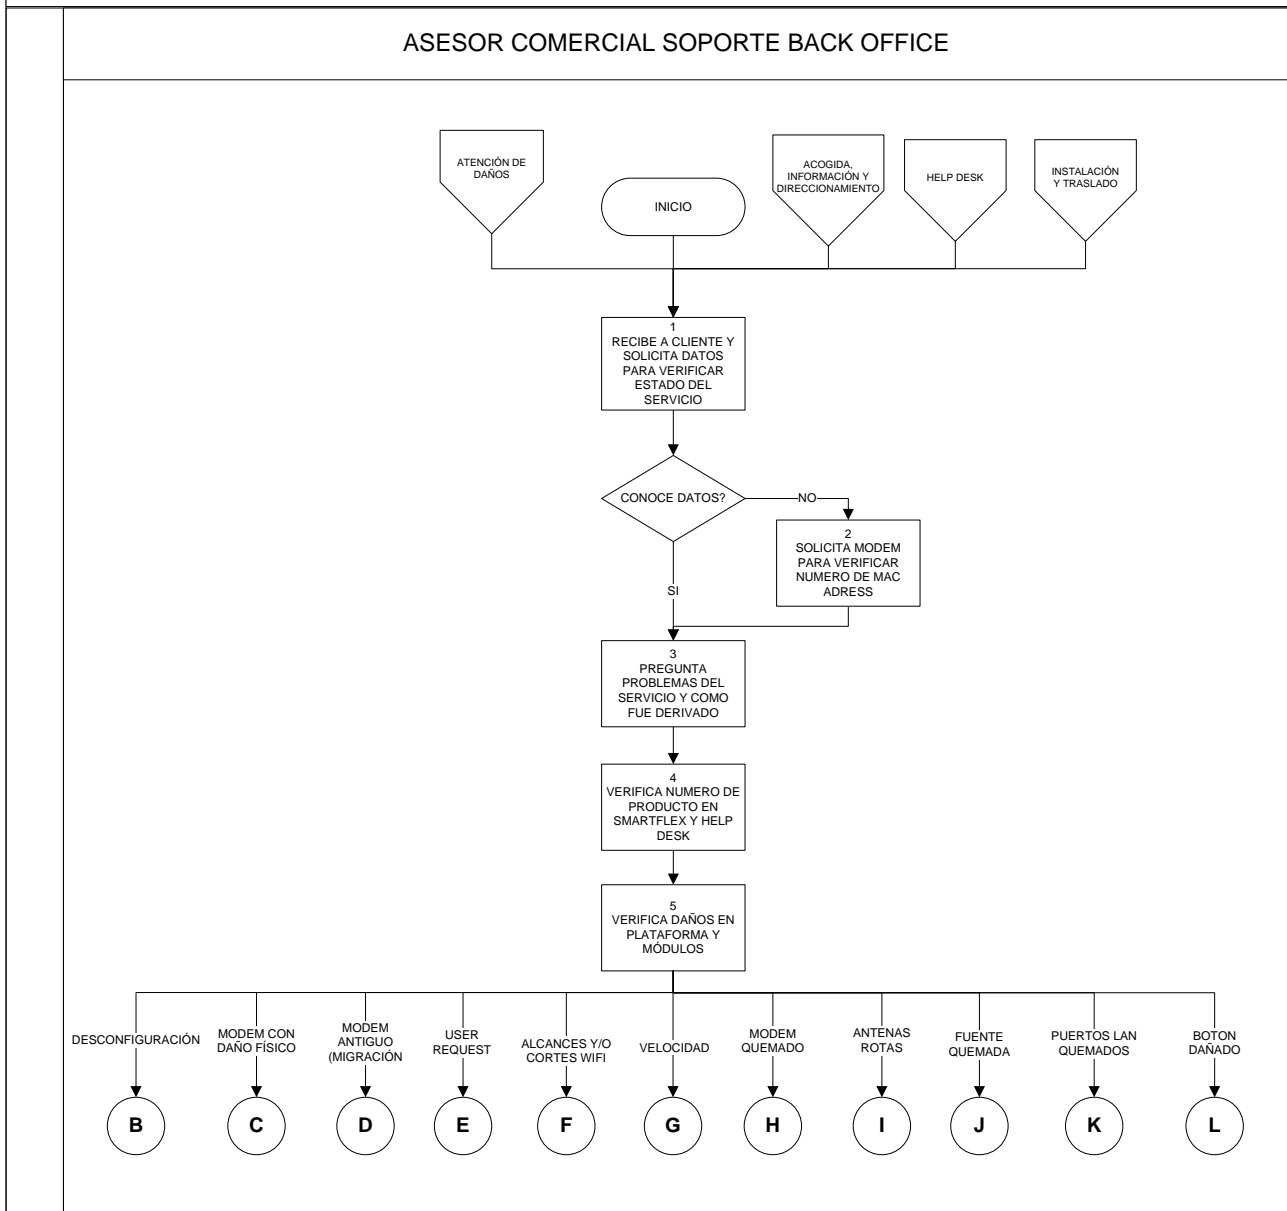 ASESOR COMERCIAL SOPORTE BACK OFFICE
ATENCIÓN DE
DAÑOS
INICIO
ACOGIDA,
INFORMACIÓN Y
DIRECCIONAMIENTO
HELP DESK
INSTALACIÓN
Y TRASLADO
1
RECIBE A CLIENTE Y
SOLICITA DATOS
PARA VERIFICAR
ESTADO DEL
SERVICIO
CONOCE DATOS?
NO
2
SOLICITA MODEM
PARA VERIFICAR
NUMERO DE MAC
ADRESS
SI
3
PREGUNTA
PROBLEMAS DEL
SERVICIO Y COMO
FUE DERIVADO
4
VERIFICA NUMERO DE
PRODUCTO EN
SMARTFLEX Y HELP
DESK
5
VERIFICA DAÑOS EN
PLATAFORMA Y
MÓDULOS
DESCONFIGURACIÓN
MODEM CON
DAÑO FÍSICO
MODEM
ANTIGUO
(MIGRACIÓN
USER
REQUEST
ALCANCES Y/O
CORTES WIFI
VELOCIDAD
MODEM
QUEMADO
ANTENAS
ROTAS
FUENTE
QUEMADA
PUERTOS LAN
QUEMADOS
BOTON
DAÑADO
B
C
D
E
F
G
H
I
J
K
L